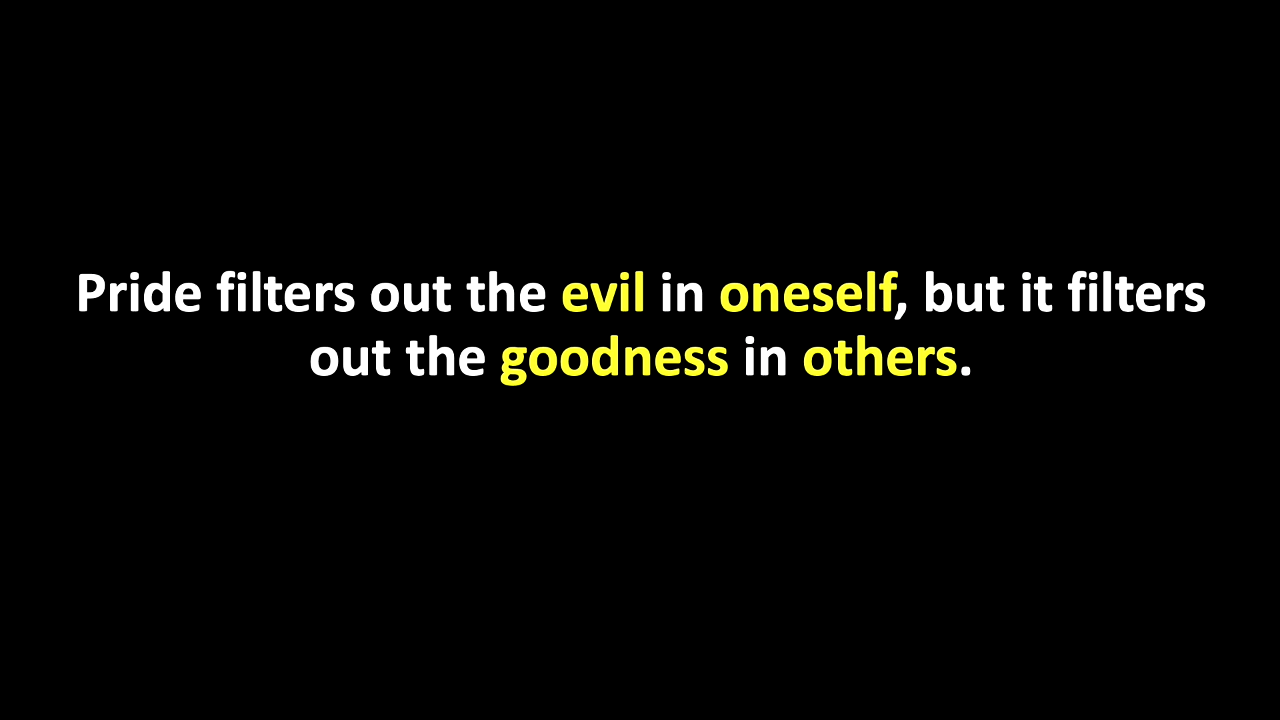 Pride filters out the evil in oneself, but it filters
out the goodness in others.